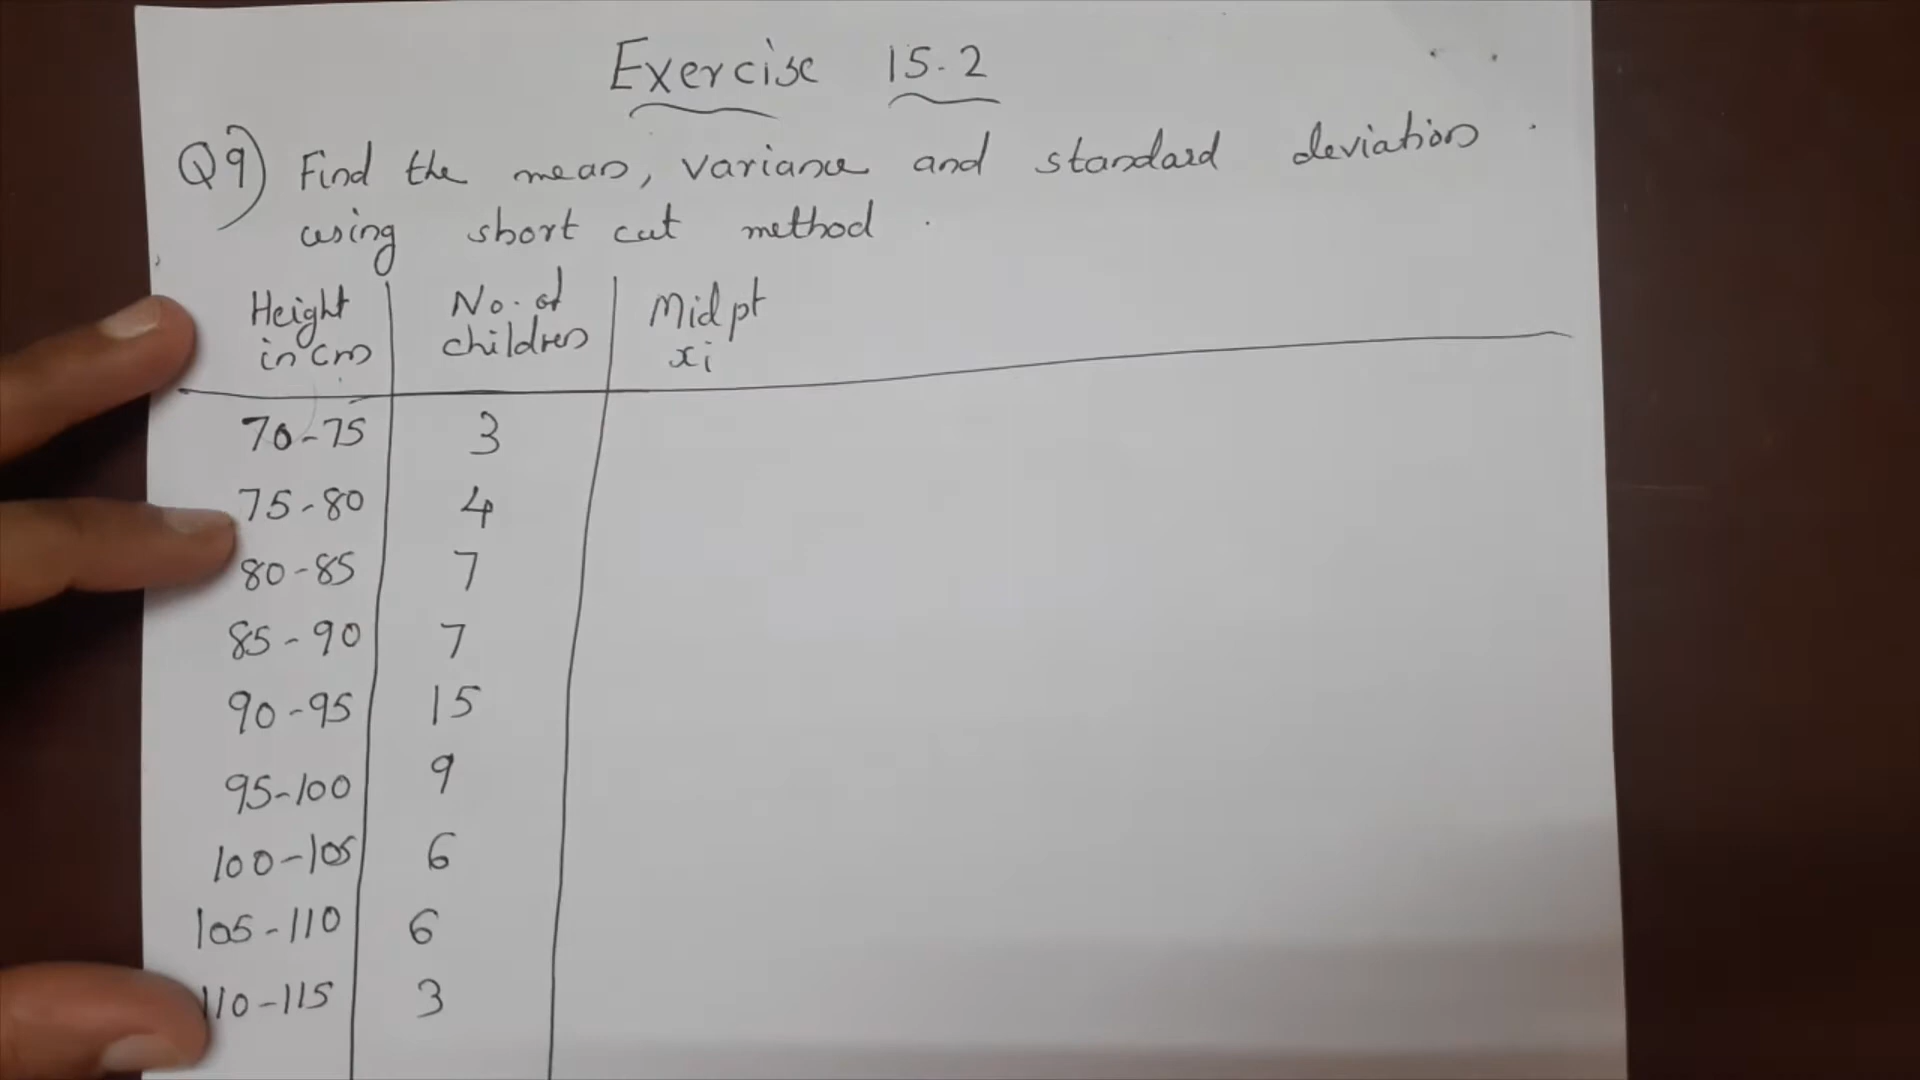 Exercise 15.2
Q9) Find the mean, variance and standard deviation
using short cut method.
Height in cm | No. of children | Mid pt xi
70-75 3
75-80 4
80-85 7
85-90 7
90-95 15
95-100 9
100-105 6
105-110 6
110-115 3